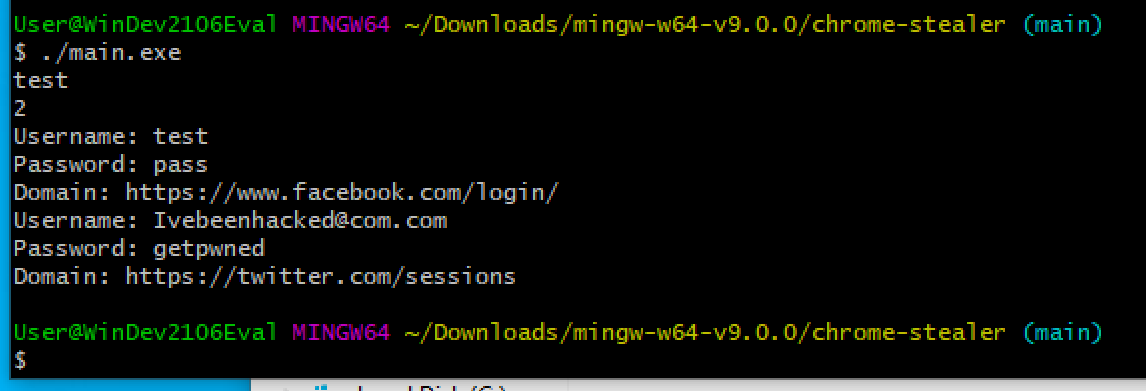 User@WinDev2106Eval MINGW64 ~/Downloads/mingw-w64-v9.0.0/chrome-stealer (main)
$ ./main.exe
test
2
Username: test
Password: pass
Domain: https://www.facebook.com/login/
Username: Ivebeenhacked@com.com
Password: getpwned
Domain: https://twitter.com/sessions
User@WinDev2106Eval MINGW64 ~/Downloads/mingw-w64-v9.0.0/chrome-stealer (main)
$